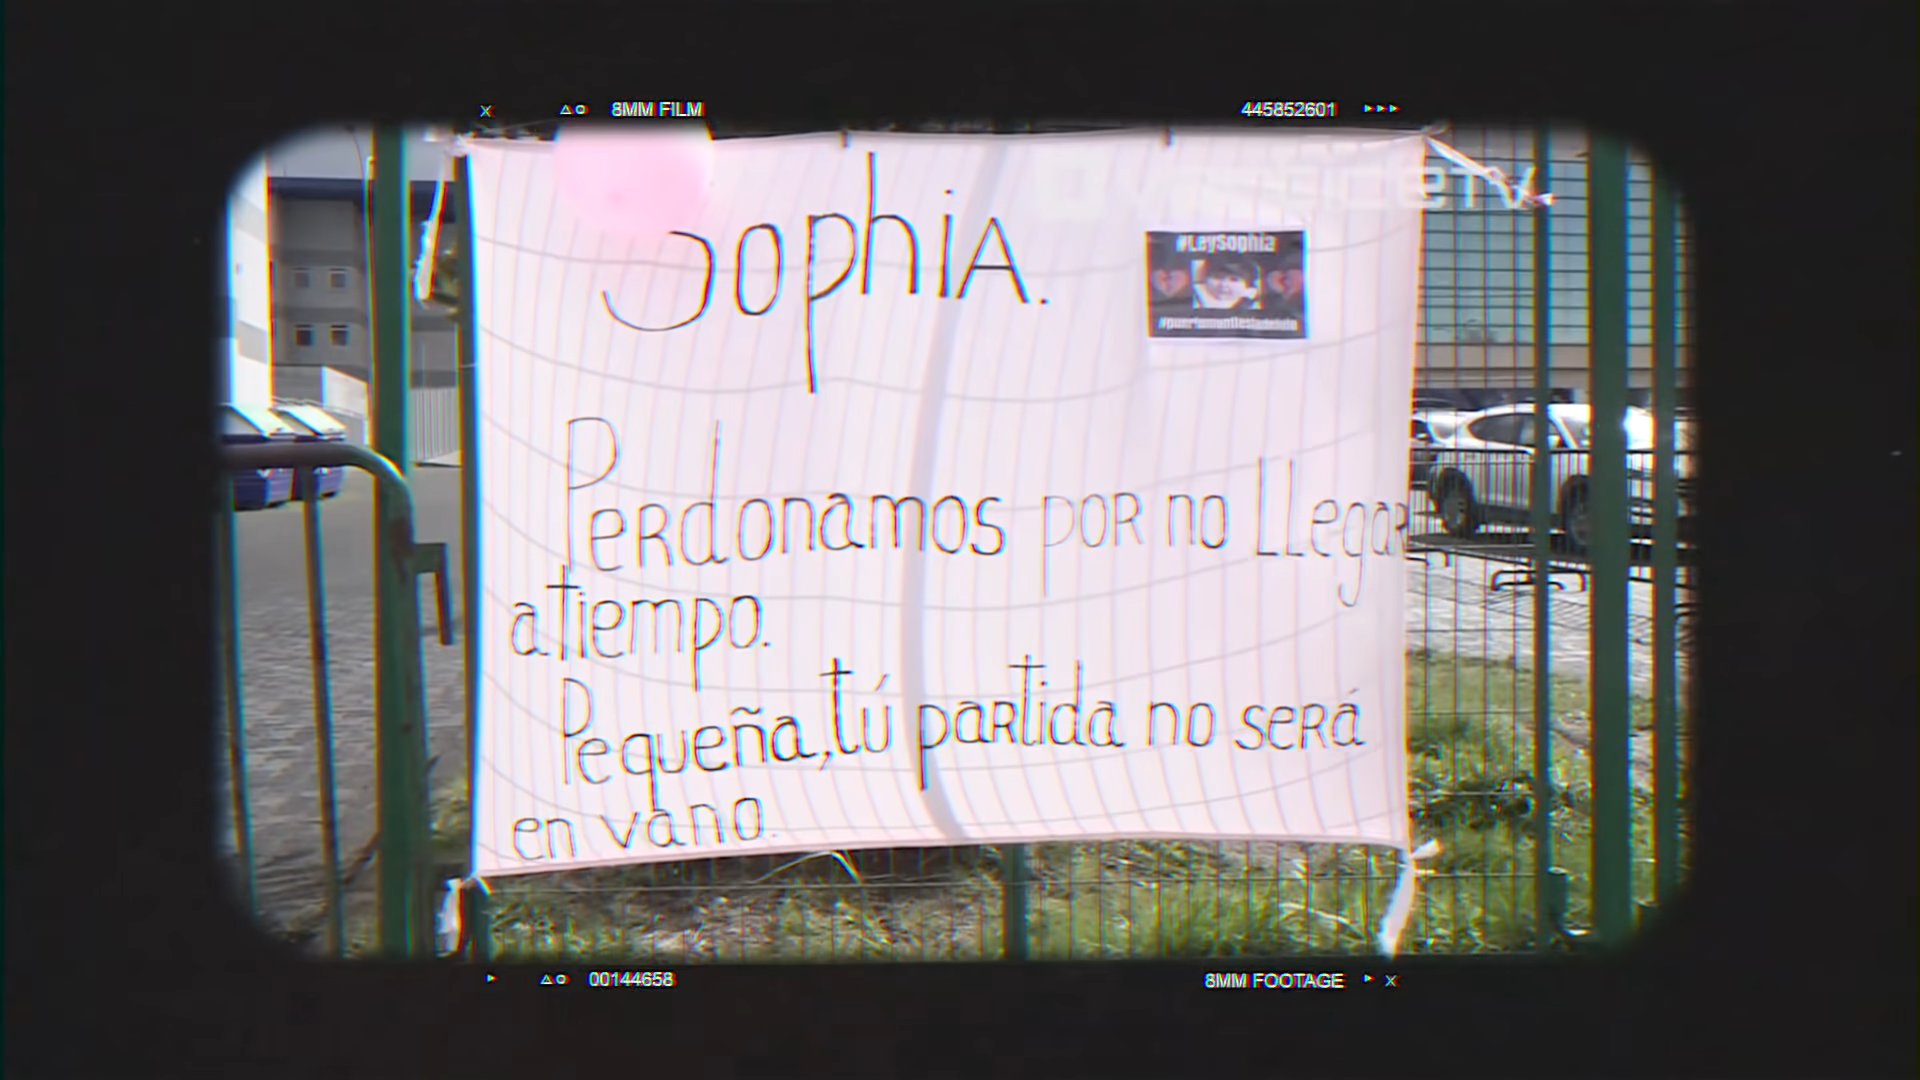 8MM FILM
445852601
Sophia.
#LeySophia
Perdonamos por no llegar
a tiempo.
Pequeña, tú partida no será
en vano.
00144658
8MM FOOTAGE